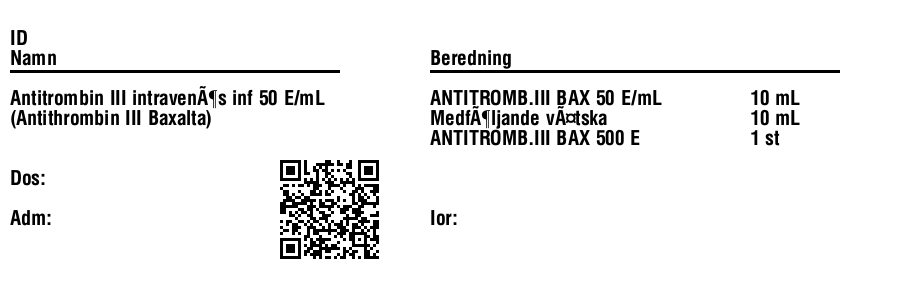 ID
Namn
Beredning
Antitrombin III intravenÃ¶s inf 50 E/mL
(Antithrombin III Baxalta)
ANTITROMB.III BAX 50 E/mL 10 mL
MedfÃ¶ljande vÃ¤tska 10 mL
ANTITROMB.III BAX 500 E 1 st
Dos:
Adm:
Ior: